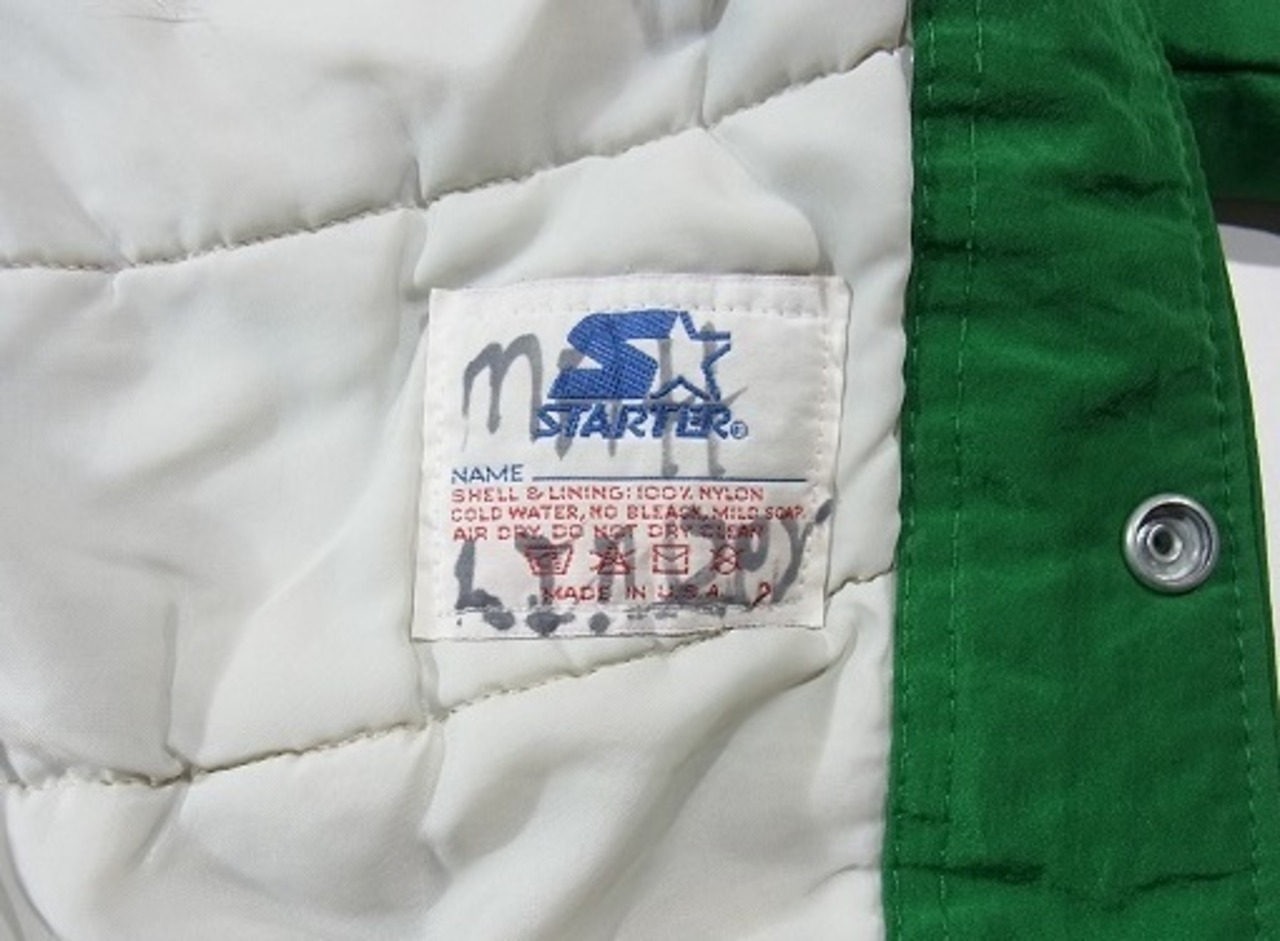 Matt
STARTER®
NAME
SHELL & LINING: 100% NYLON
COLD WATER, NO BLEACH, MILD SOAP.
AIR DRY, DO NOT DRY CLEAN
MADE IN U.S.A.